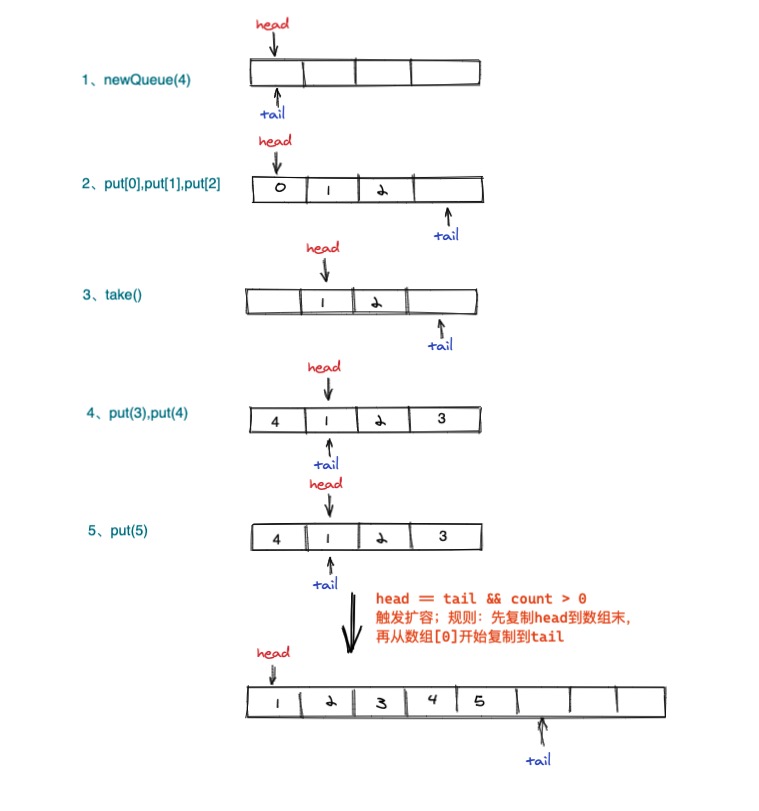 head
1、newQueue(4)
tail
head
2、put[0],put[1],put[2]
0 1 2
tail
head
3、take()
1 2
tail
head
4、put(3),put(4)
4 1 2 3
tail
head
5、put(5)
4 1 2 3
tail
head == tail && count > 0
触发扩容；规则：先复制head到数组末，
再从数组[0]开始复制到tail
head
1 2 3 4 5
tail